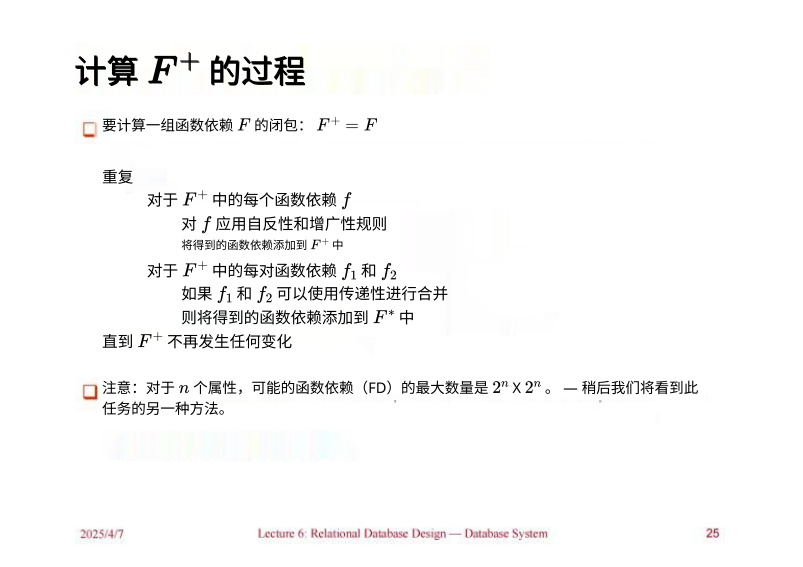 计算 F⁺ 的过程
要计算一组函数依赖 F 的闭包： F⁺ = F
重复
对于 F⁺ 中的每个函数依赖 f
对 f 应用自反性和增广性规则
将得到的函数依赖添加到 F⁺ 中
对于 F⁺ 中的每对函数依赖 f₁ 和 f₂
如果 f₁ 和 f₂ 可以使用传递性进行合并
则将得到的函数依赖添加到 F* 中
直到 F⁺ 不再发生任何变化
注意：对于 n 个属性，可能的函数依赖（FD）的最大数量是 2ⁿ X 2ⁿ 。 — 稍后我们将看到此
任务的另一种方法。
2025/4/7 Lecture 6: Relational Database Design — Database System 25